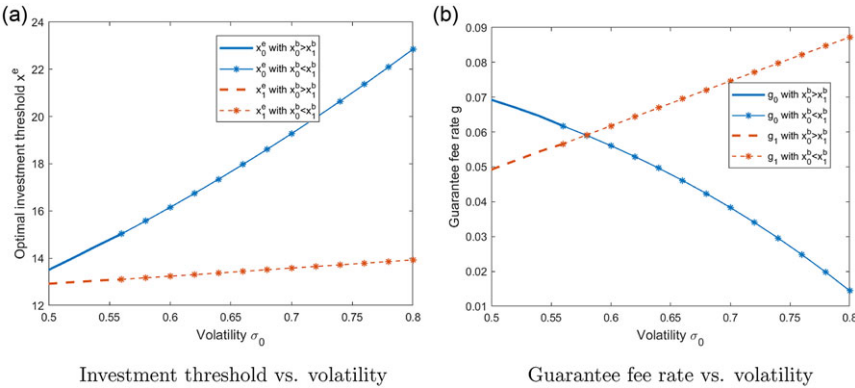 (a)
24
22
20
18
16
14
12
Optimal investment threshold x^e
x_0^e with x_0^b>x_1^b
x_0^e with x_0^b<x_1^b
x_1^e with x_0^b>x_1^b
x_1^e with x_0^b<x_1^b
0.5 0.55 0.6 0.65 0.7 0.75 0.8
Volatility σ_0
Investment threshold vs. volatility
(b)
0.09
0.08
0.07
0.06
0.05
0.04
0.03
0.02
0.01
Guarantee fee rate g
g_0 with x_0^b>x_1^b
g_0 with x_0^b<x_1^b
g_1 with x_0^b>x_1^b
g_1 with x_0^b<x_1^b
0.5 0.55 0.6 0.65 0.7 0.75 0.8
Volatility σ_0
Guarantee fee rate vs. volatility